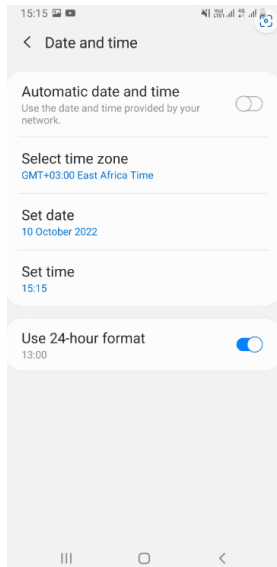 15:15
Date and time
Automatic date and time
Use the date and time provided by your
network.
Select time zone
GMT+03:00 East Africa Time
Set date
10 October 2022
Set time
15:15
Use 24-hour format
13:00